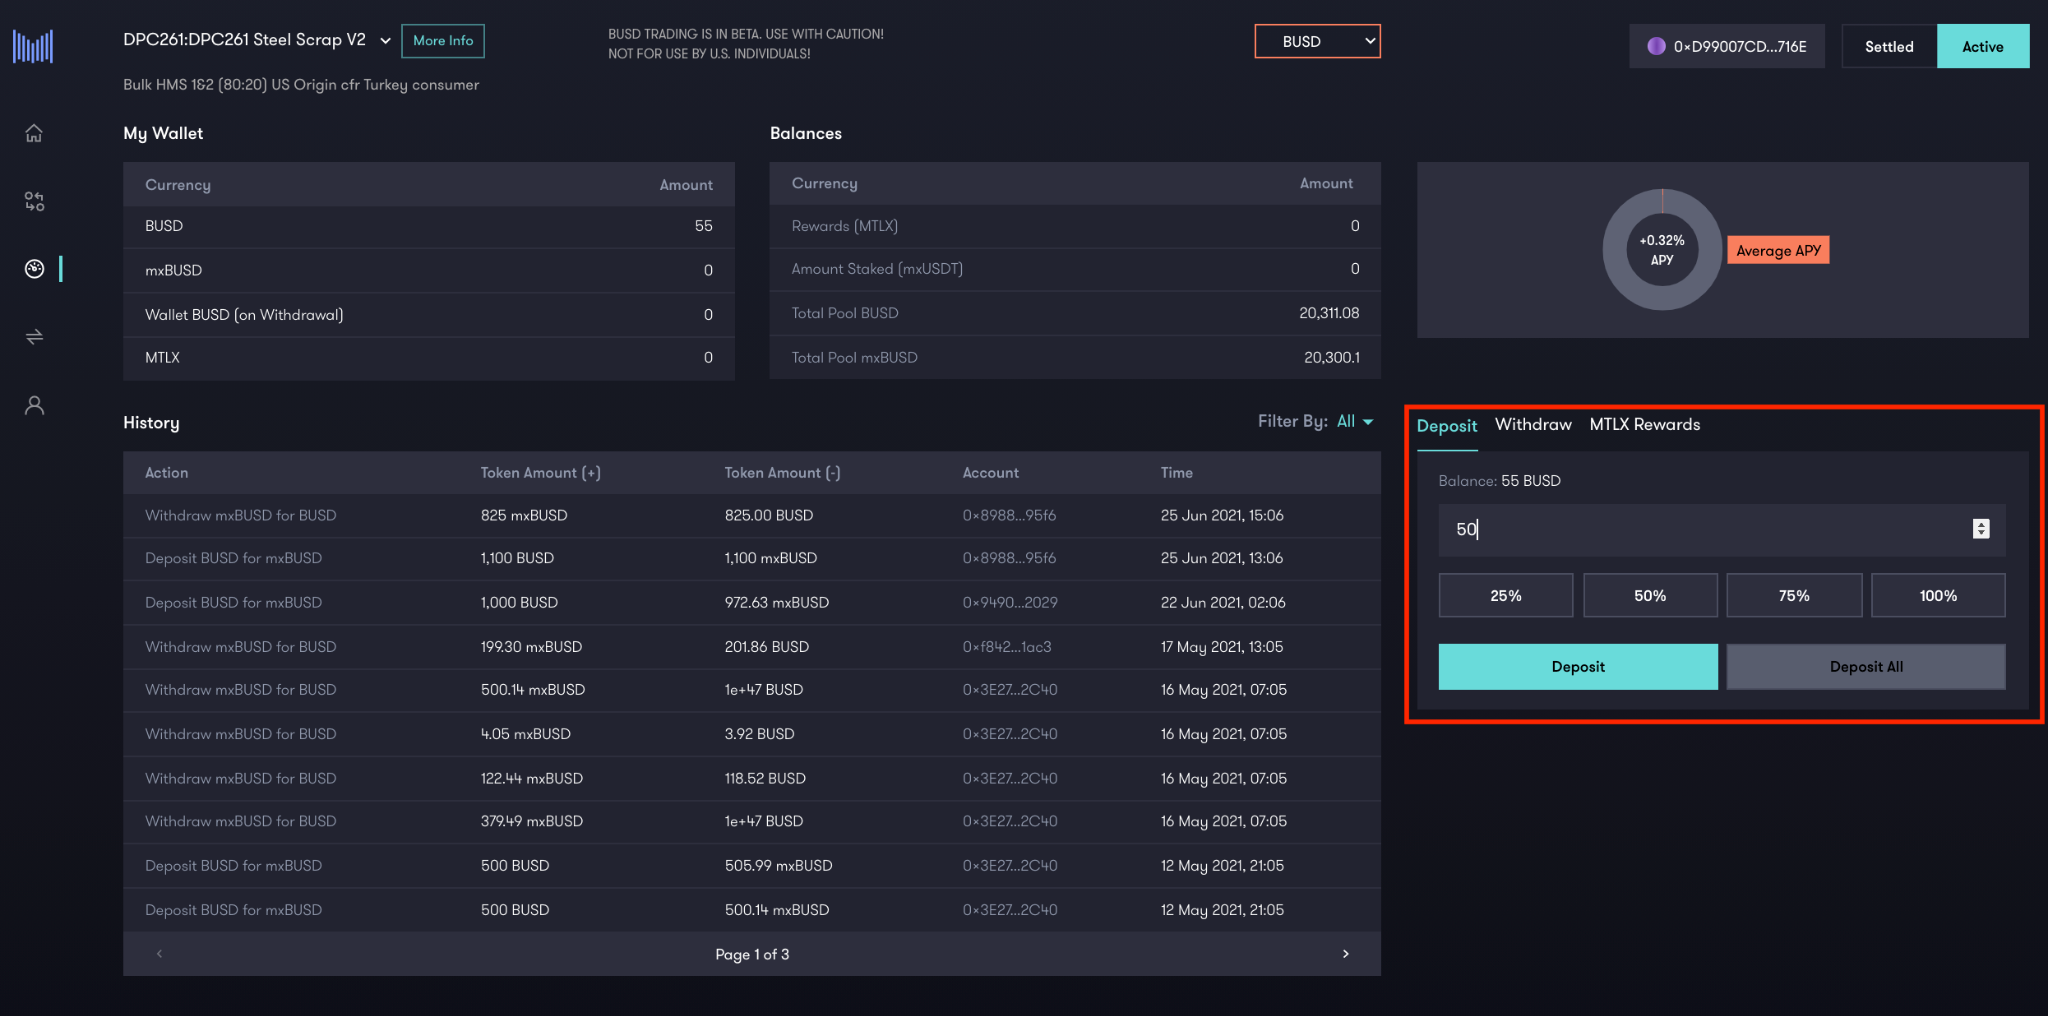 DPC261:DPC261 Steel Scrap V2
More Info
BUSD TRADING IS IN BETA. USE WITH CAUTION!
NOT FOR USE BY U.S. INDIVIDUALS!
BUSD
0×D99007CD...716E
Settled
Active
Bulk HMS 1&2 (80:20) US Origin cfr Turkey consumer
My Wallet
Currency Amount
BUSD 55
mxBUSD 0
Wallet BUSD (on Withdrawal) 0
MTLX 0
Balances
Currency Amount
Rewards (MTLX) 0
Amount Staked (mxUSDT) 0
Total Pool BUSD 20,311.08
Total Pool mxBUSD 20,300.1
+0.32%
APY
Average APY
History
Filter By: All
Action Token Amount (+) Token Amount (-) Account Time
Withdraw mxBUSD for BUSD 825 mxBUSD 825.00 BUSD 0×8988...95f6 25 Jun 2021, 15:06
Deposit BUSD for mxBUSD 1,100 BUSD 1,100 mxBUSD 0×8988...95f6 25 Jun 2021, 13:06
Deposit BUSD for mxBUSD 1,000 BUSD 972.63 mxBUSD 0×9490...2029 22 Jun 2021, 02:06
Withdraw mxBUSD for BUSD 199.30 mxBUSD 201.86 BUSD 0×f842...1ac3 17 May 2021, 13:05
Withdraw mxBUSD for BUSD 500.14 mxBUSD 1e+47 BUSD 0×3E27...2C40 16 May 2021, 07:05
Withdraw mxBUSD for BUSD 4.05 mxBUSD 3.92 BUSD 0×3E27...2C40 16 May 2021, 07:05
Withdraw mxBUSD for BUSD 122.44 mxBUSD 118.52 BUSD 0×3E27...2C40 16 May 2021, 07:05
Withdraw mxBUSD for BUSD 379.49 mxBUSD 1e+47 BUSD 0×3E27...2C40 16 May 2021, 07:05
Deposit BUSD for mxBUSD 500 BUSD 505.99 mxBUSD 0×3E27...2C40 12 May 2021, 21:05
Deposit BUSD for mxBUSD 500 BUSD 500.14 mxBUSD 0×3E27...2C40 12 May 2021, 21:05
< Page 1 of 3 >
Deposit Withdraw MTLX Rewards
Balance: 55 BUSD
50
25% 50% 75% 100%
Deposit Deposit All